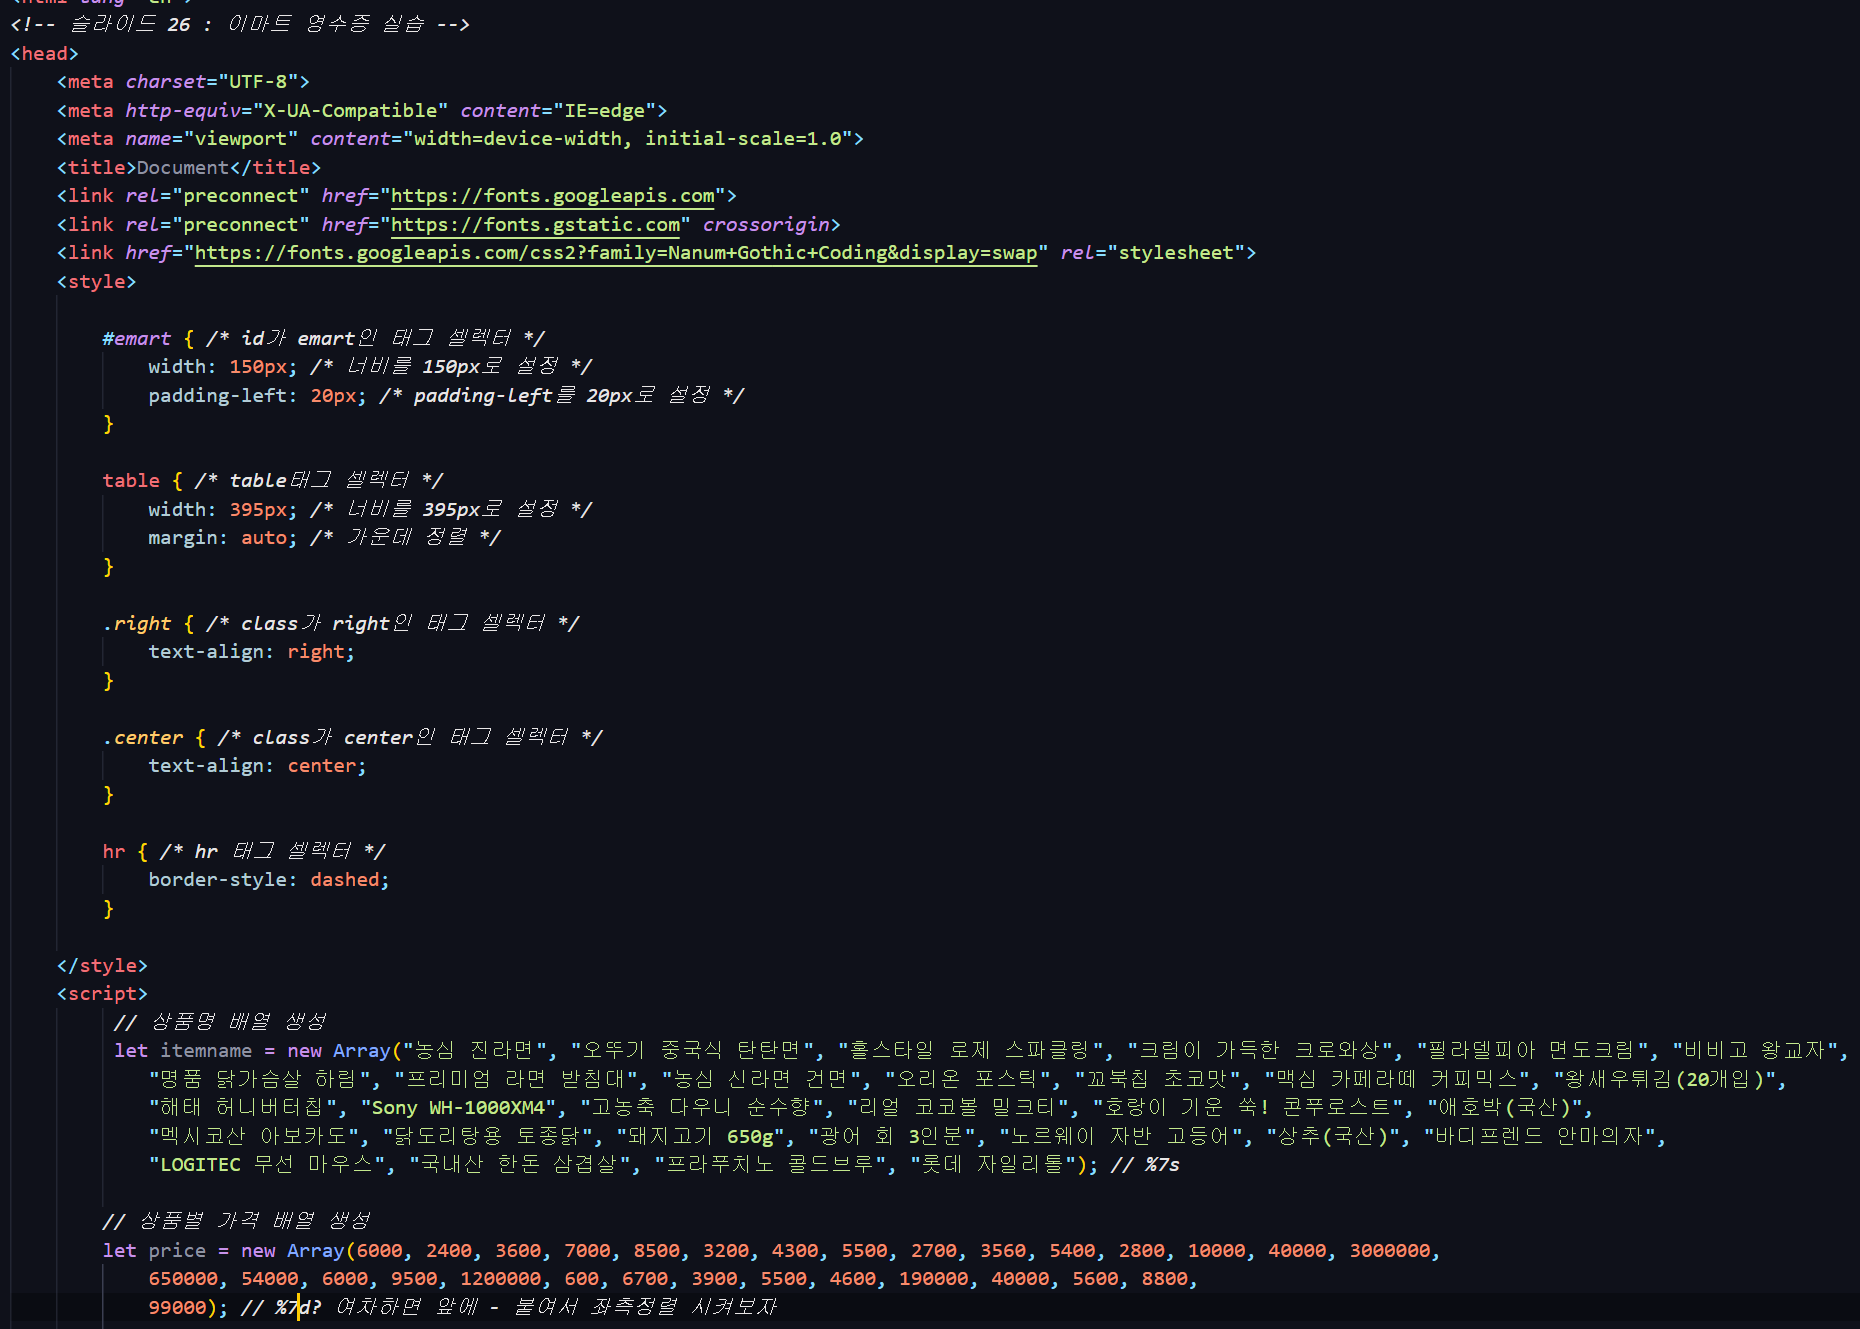 <html lang="en">
<!-- 슬라이드 26 : 이마트 영수증 실습 -->
<head>
    <meta charset="UTF-8">
    <meta http-equiv="X-UA-Compatible" content="IE=edge">
    <meta name="viewport" content="width=device-width, initial-scale=1.0">
    <title>Document</title>
    <link rel="preconnect" href="https://fonts.googleapis.com">
    <link rel="preconnect" href="https://fonts.gstatic.com" crossorigin>
    <link href="https://fonts.googleapis.com/css2?family=Nanum+Gothic+Coding&display=swap" rel="stylesheet">
    <style>
        #emart { /* id가 emart인 태그 셀렉터 */
            width: 150px; /* 너비를 150px로 설정 */
            padding-left: 20px; /* padding-left를 20px로 설정 */
        }
        table { /* table태그 셀렉터 */
            width: 395px; /* 너비를 395px로 설정 */
            margin: auto; /* 가운데 정렬 */
        }
        .right { /* class가 right인 태그 셀렉터 */
            text-align: right;
        }
        .center { /* class가 center인 태그 셀렉터 */
            text-align: center;
        }
        hr { /* hr 태그 셀렉터 */
            border-style: dashed;
        }
    </style>
    <script>
         // 상품명 배열 생성
         let itemname = new Array("농심 진라면", "오뚜기 중국식 탄탄면", "홀스타일 로제 스파클링", "크림이 가득한 크로와상", "필라델피아 면도크림", "비비고 왕교자",
            "명품 닭가슴살 하림", "프리미엄 라면 받침대", "농심 신라면 건면", "오리온 포스틱", "꼬북칩 초코맛", "맥심 카페라떼 커피믹스", "왕새우튀김(20개입)",
            "해태 허니버터칩", "Sony WH-1000XM4", "고농축 다우니 순수향", "리얼 코코볼 밀크티", "호랑이 기운 쑥! 콘푸로스트", "애호박(국산)",
            "멕시코산 아보카도", "닭도리탕용 토종닭", "돼지고기 650g", "광어 회 3인분", "노르웨이 자반 고등어", "상추(국산)", "바디프렌드 안마의자",
            "LOGITEC 무선 마우스", "국내산 한돈 삼겹살", "프라푸치노 콜드브루", "롯데 자일리톨"); // %7s
        // 상품별 가격 배열 생성
        let price = new Array(6000, 2400, 3600, 7000, 8500, 3200, 4300, 5500, 2700, 3560, 5400, 2800, 10000, 40000, 3000000,
            650000, 54000, 6000, 9500, 1200000, 600, 6700, 3900, 5500, 4600, 190000, 40000, 5600, 8800,
            99000); // %7d? 여차하면 앞에 - 붙여서 좌측정렬 시켜보자